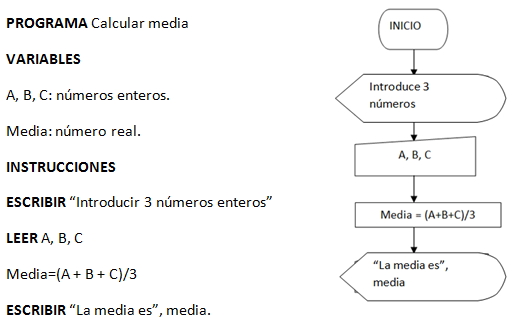 PROGRAMA Calcular media
VARIABLES
A, B, C: números enteros.
Media: número real.
INSTRUCCIONES
ESCRIBIR “Introducir 3 números enteros”
LEER A, B, C
Media=(A + B + C)/3
ESCRIBIR “La media es”, media.
INICIO
Introduce 3
números
A, B, C
Media = (A+B+C)/3
“La media es”,
media